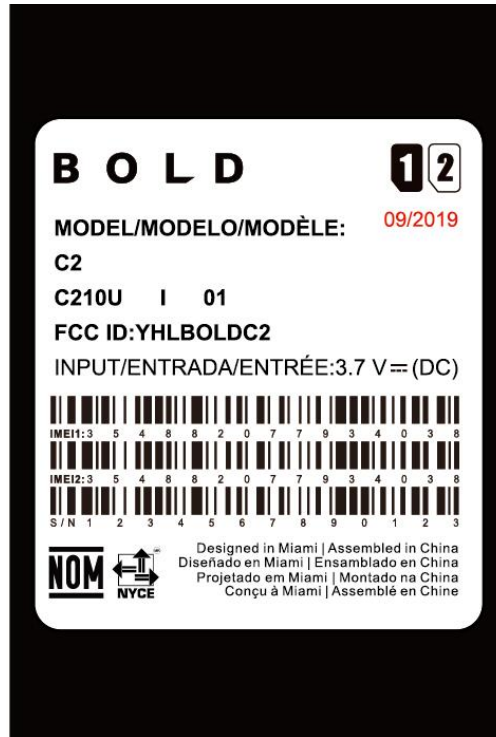 BOLD
1 2
09/2019
MODEL/MODELO/MODÈLE:
C2
C210U I 01
FCC ID:YHLBOLDC2
INPUT/ENTRADA/ENTRÉE:3.7 V⎓(DC)
IMEI1:3 5 4 8 8 2 0 7 7 9 3 4 0 3 8
IMEI2:3 5 4 8 8 2 0 7 7 9 3 4 0 3 8
S/N 1 2 3 4 5 6 7 8 9 0 1 2 3
NOM
NYCE
Designed in Miami | Assembled in China
Diseñado en Miami | Ensamblado en China
Projetado em Miami | Montado na China
Conçu à Miami | Assemblé en Chine